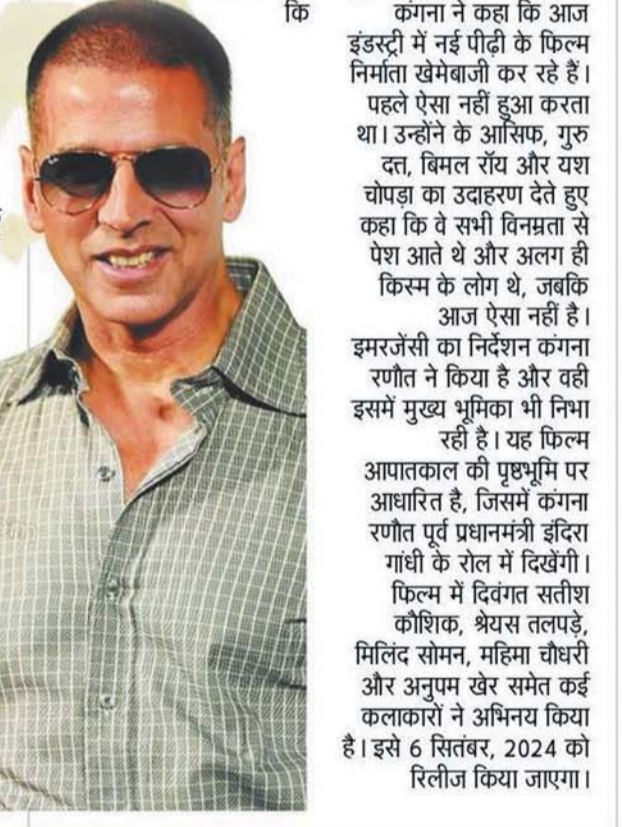 कि
कंगना ने कहा कि आज
इंडस्ट्री में नई पीढ़ी के फिल्म
निर्माता खेमेबाजी कर रहे हैं।
पहले ऐसा नहीं हुआ करता
था। उन्होंने के आसिफ, गुरु
दत्त, बिमल रॉय और यश
चोपड़ा का उदाहरण देते हुए
कहा कि वे सभी विनम्रता से
पेश आते थे और अलग ही
किस्म के लोग थे, जबकि
आज ऐसा नहीं है।
इमरजेंसी का निर्देशन कंगना
रणौत ने किया है और वही
इसमें मुख्य भूमिका भी निभा
रही है। यह फिल्म
आपातकाल की पृष्ठभूमि पर
आधारित है, जिसमें कंगना
रणौत पूर्व प्रधानमंत्री इंदिरा
गांधी के रोल में दिखेंगी।
फिल्म में दिवंगत सतीश
कौशिक, श्रेयस तलपड़े,
मिलिंद सोमन, महिमा चौधरी
और अनुपम खेर समेत कई
कलाकारों ने अभिनय किया
है। इसे 6 सितंबर, 2024 को
रिलीज किया जाएगा।